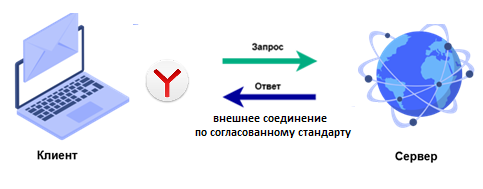 Запрос
Ответ
внешнее соединение
по согласованному стандарту
Клиент
Сервер